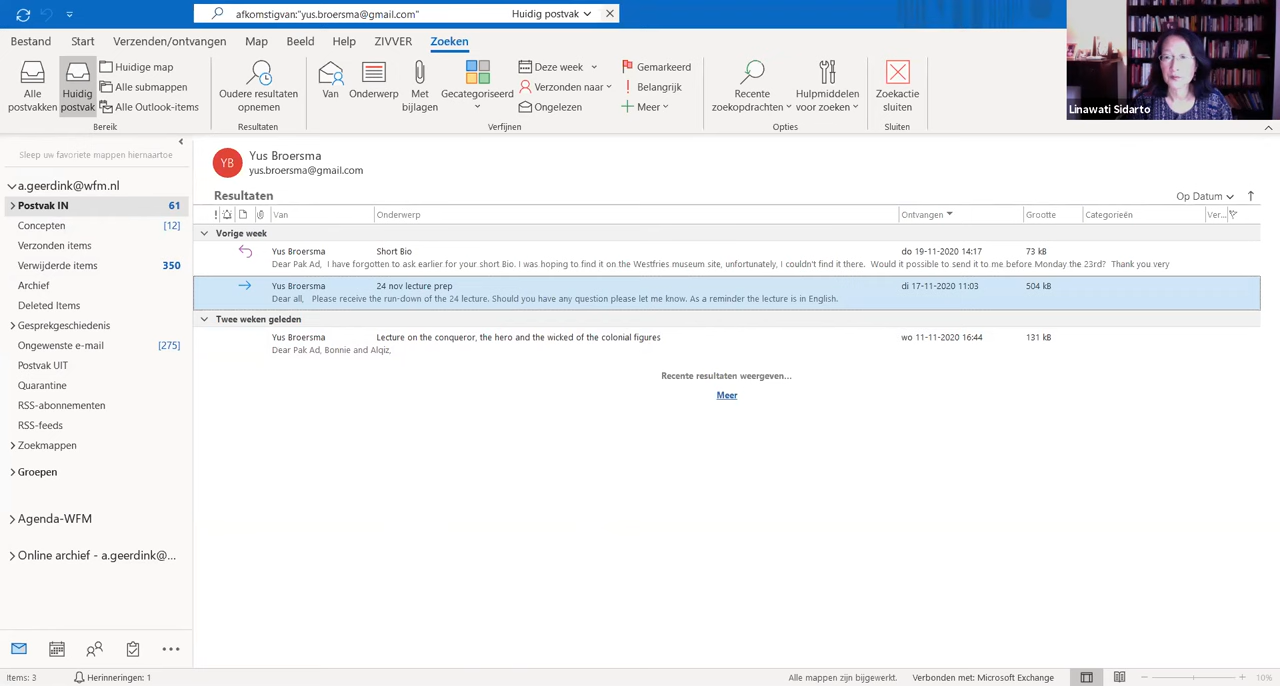 afkomstigvan:"yus.broersma@gmail.com" Huidig postvak
Bestand Start Verzenden/ontvangen Map Beeld Help ZIVVER Zoeken
Alle postvakken
Huidig postvak
Huidige map
Alle submappen
Alle Outlook-items
Bereik
Oudere resultaten opnemen
Resultaten
Van
Onderwerp
Met bijlagen
Gecategoriseerd
Deze week
Verzonden naar
Ongelezen
Gemarkeerd
Belangrijk
Meer
Verfijnen
Recente zoekopdrachten
Hulpmiddelen voor zoeken
Opties
Zoekactie sluiten
Sluiten
Linawati Sidarto
Sleep uw favoriete mappen hiernaartoe
a.geerdink@wfm.nl
Postvak IN 61
Concepten [12]
Verzonden items
Verwijderde items 350
Archief
Deleted Items
Gesprekgeschiedenis
Ongewenste e-mail [275]
Postvak UIT
Quarantine
RSS-abonnementen
RSS-feeds
Zoekmappen
Groepen
Agenda-WFM
Online archief - a.geerdink@...
YB
Yus Broersma
yus.broersma@gmail.com
Resultaten
Op Datum
! Van Onderwerp Ontvangen Grootte Categorieën Ver...
Vorige week
Yus Broersma Short Bio do 19-11-2020 14:17 73 kB
Dear Pak Ad, I have forgotten to ask earlier for your short Bio. I was hoping to find it on the Westfries museum site, unfortunately, I couldn't find it there. Would it possible to send it to me before Monday the 23rd? Thank you very
Yus Broersma 24 nov lecture prep di 17-11-2020 11:03 504 kB
Dear all, Please receive the run-down of the 24 lecture. Should you have any question please let me know. As a reminder the lecture is in English.
Twee weken geleden
Yus Broersma Lecture on the conqueror, the hero and the wicked of the colonial figures wo 11-11-2020 16:44 131 kB
Dear Pak Ad, Bonnie and Alqiz,
Recente resultaten weergeven...
Meer
Items: 3 Herinneringen: 1 Alle mappen zijn bijgewerkt. Verbonden met: Microsoft Exchange 10%